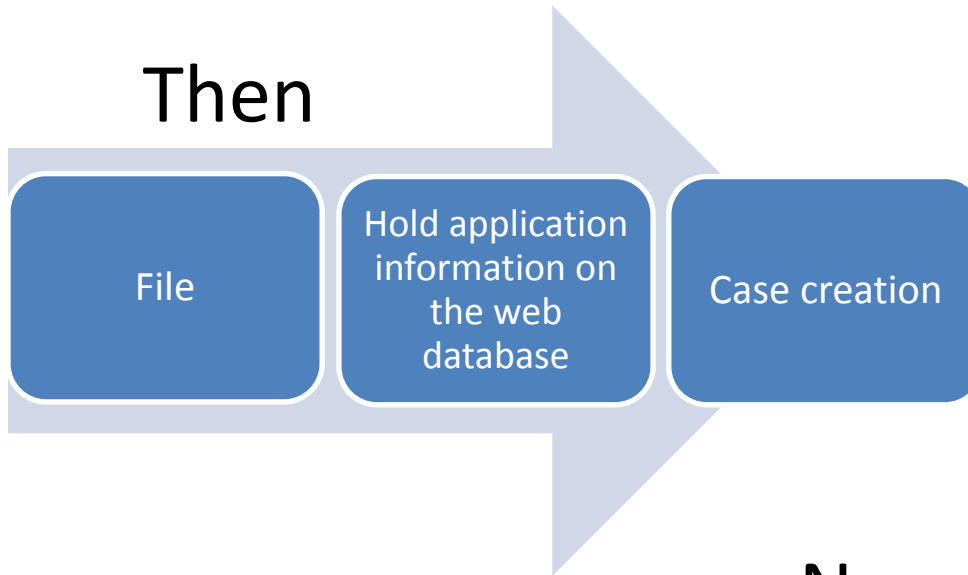 Then
File
Hold application
information on
the web
database
Case creation